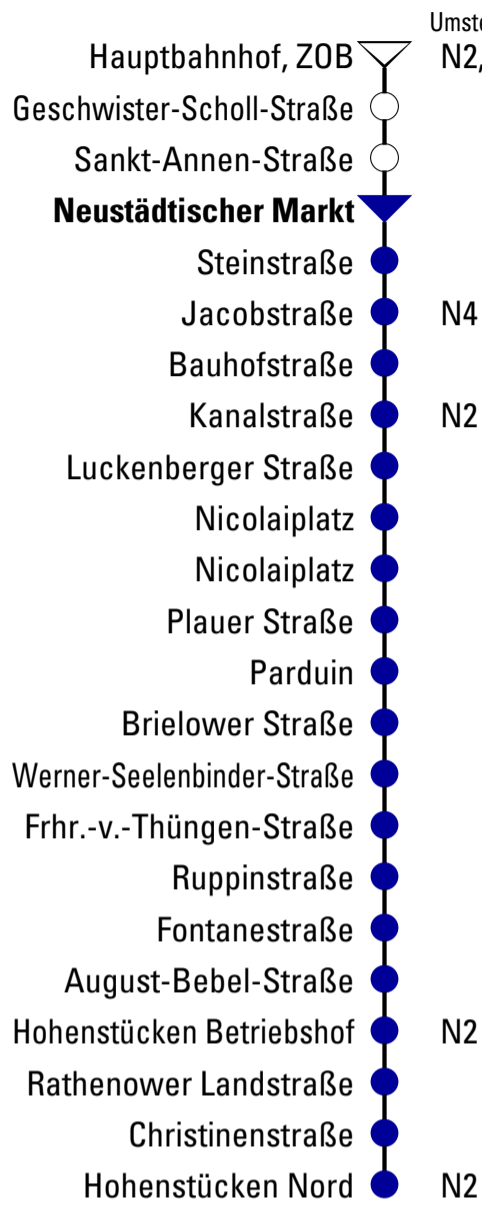 Umste
Hauptbahnhof, ZOB N2,
Geschwister-Scholl-Straße
Sankt-Annen-Straße
Neustädtischer Markt
Steinstraße
Jacobstraße N4
Bauhofstraße
Kanalstraße N2
Luckenberger Straße
Nicolaiplatz
Nicolaiplatz
Plauer Straße
Parduin
Brielower Straße
Werner-Seelenbinder-Straße
Frhr.-v.-Thüngen-Straße
Ruppinstraße
Fontanestraße
August-Bebel-Straße
Hohenstücken Betriebshof N2
Rathenower Landstraße
Christinenstraße
Hohenstücken Nord N2